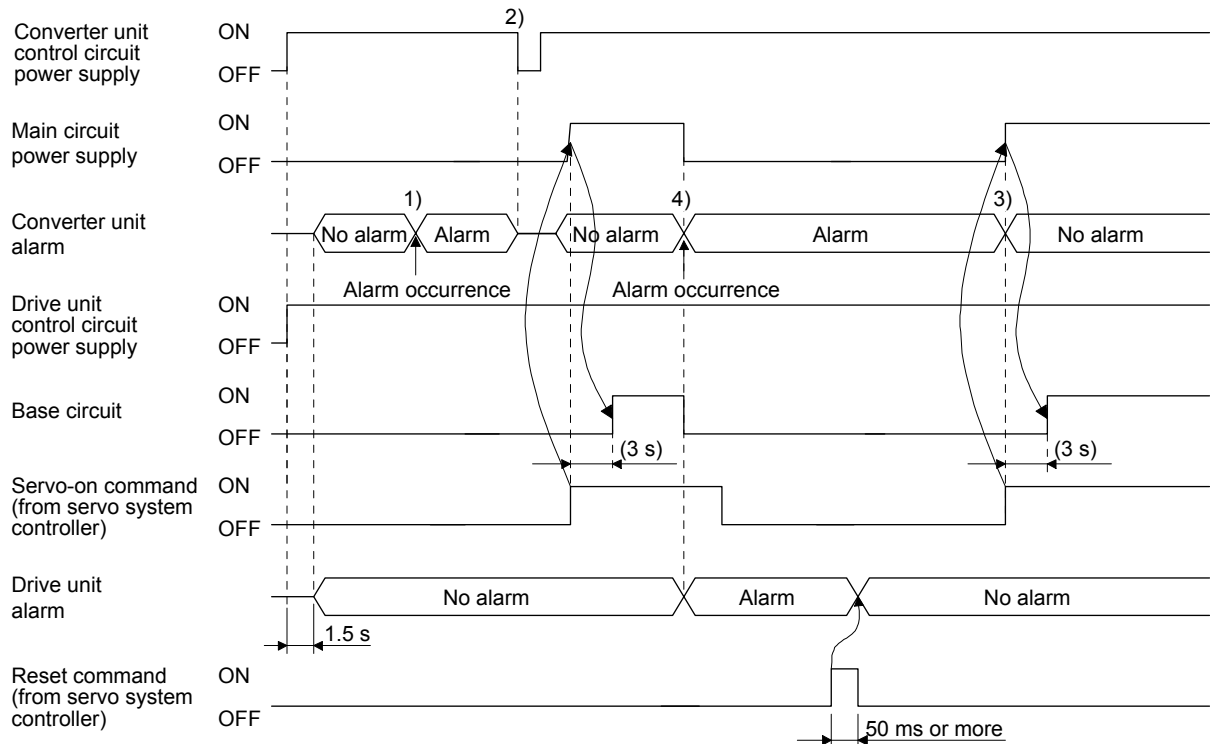 2)
Converter unit
control circuit
power supply
ON
OFF
Main circuit
power supply
ON
OFF
Converter unit
alarm
1)
4)
3)
No alarm
Alarm
No alarm
Alarm
No alarm
Alarm occurrence
Alarm occurrence
Drive unit
control circuit
power supply
ON
OFF
Base circuit
ON
OFF
(3 s)
(3 s)
Servo-on command
(from servo system
controller)
ON
OFF
Drive unit
alarm
No alarm
Alarm
No alarm
1.5 s
Reset command
(from servo system
controller)
ON
OFF
50 ms or more